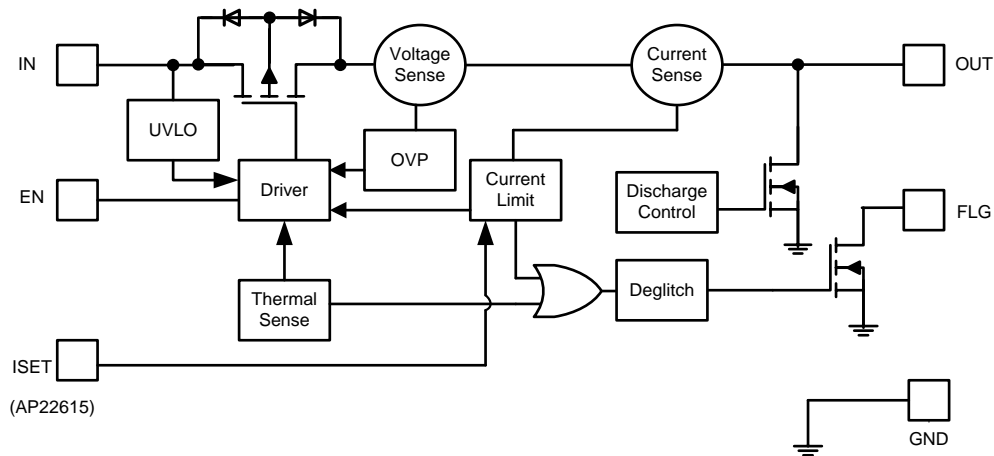 IN
Voltage
Sense
Current
Sense
OUT
UVLO
OVP
EN
Driver
Current
Limit
Discharge
Control
FLG
Thermal
Sense
Deglitch
ISET
(AP22615)
GND